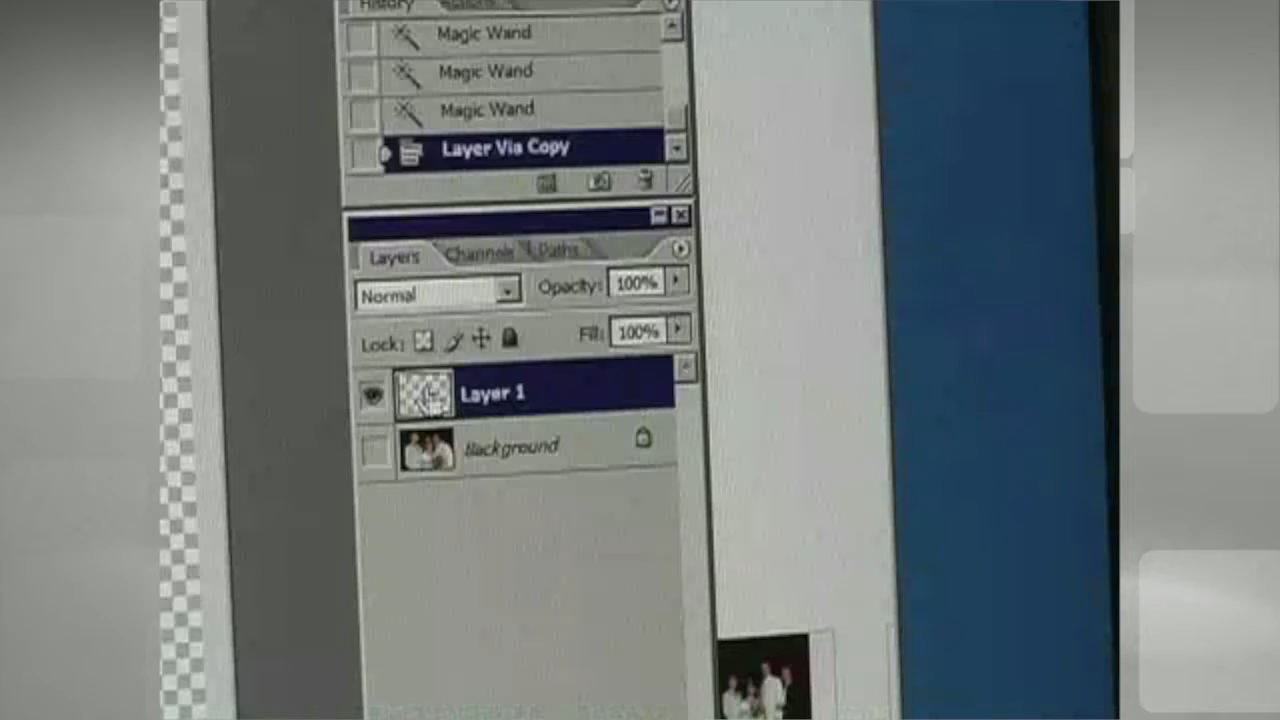 History Actions
Magic Wand
Magic Wand
Magic Wand
Layer Via Copy
Layers Channels Paths
Normal Opacity: 100%
Lock: Fill: 100%
Layer 1
Background